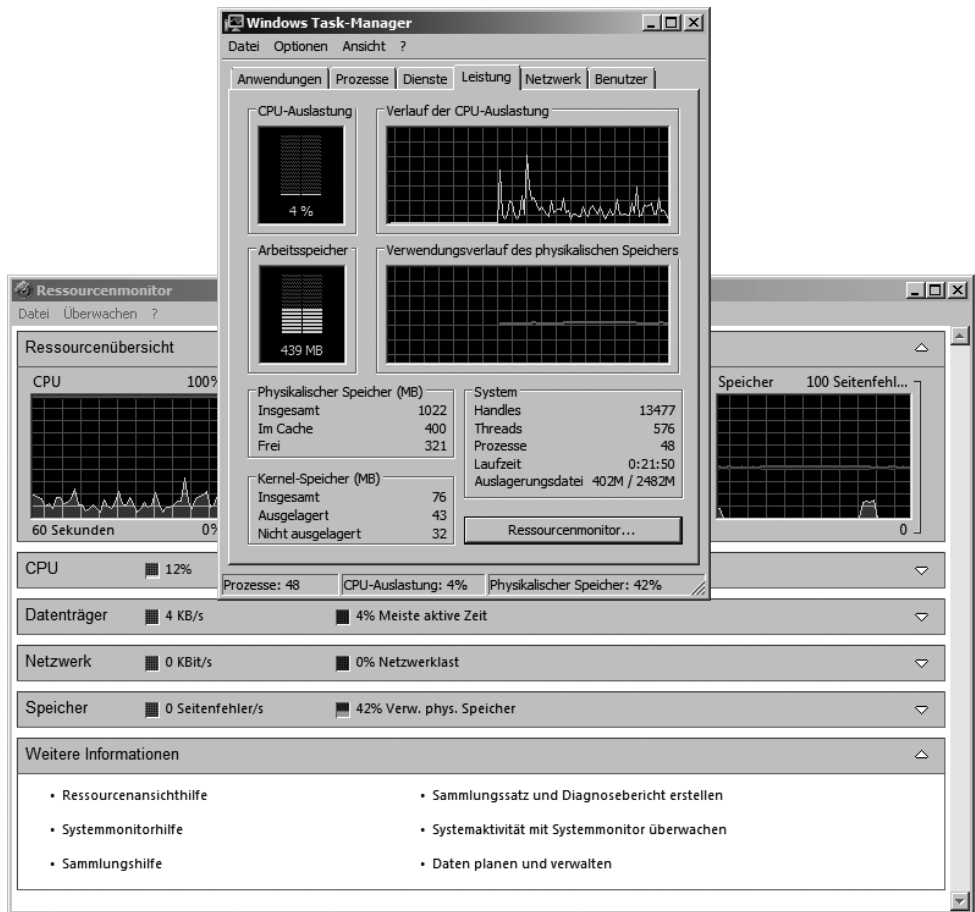 Windows Task-Manager
Datei Optionen Ansicht ?
Anwendungen Prozesse Dienste Leistung Netzwerk Benutzer
CPU-Auslastung
4 %
Verlauf der CPU-Auslastung
Arbeitsspeicher
439 MB
Verwendungsverlauf des physikalischen Speichers
Physikalischer Speicher (MB)
Insgesamt 1022
Im Cache 400
Frei 321
Kernel-Speicher (MB)
Insgesamt 76
Ausgelagert 43
Nicht ausgelagert 32
System
Handles 13477
Threads 576
Prozesse 48
Laufzeit 0:21:50
Auslagerungsdatei 402M / 2482M
Ressourcenmonitor...
Prozesse: 48 CPU-Auslastung: 4% Physikalischer Speicher: 42%
Ressourcenmonitor
Datei Überwachen ?
Ressourcenübersicht
CPU 100%
60 Sekunden 0%
Speicher 100 Seitenfehl...
0
CPU 12%
Datenträger 4 KB/s 4% Meiste aktive Zeit
Netzwerk 0 KBit/s 0% Netzwerklast
Speicher 0 Seitenfehler/s 42% Verw. phys. Speicher
Weitere Informationen
• Ressourcenansichthilfe • Sammlungssatz und Diagnosebericht erstellen
• Systemmonitorhilfe • Systemaktivität mit Systemmonitor überwachen
• Sammlungshilfe • Daten planen und verwalten